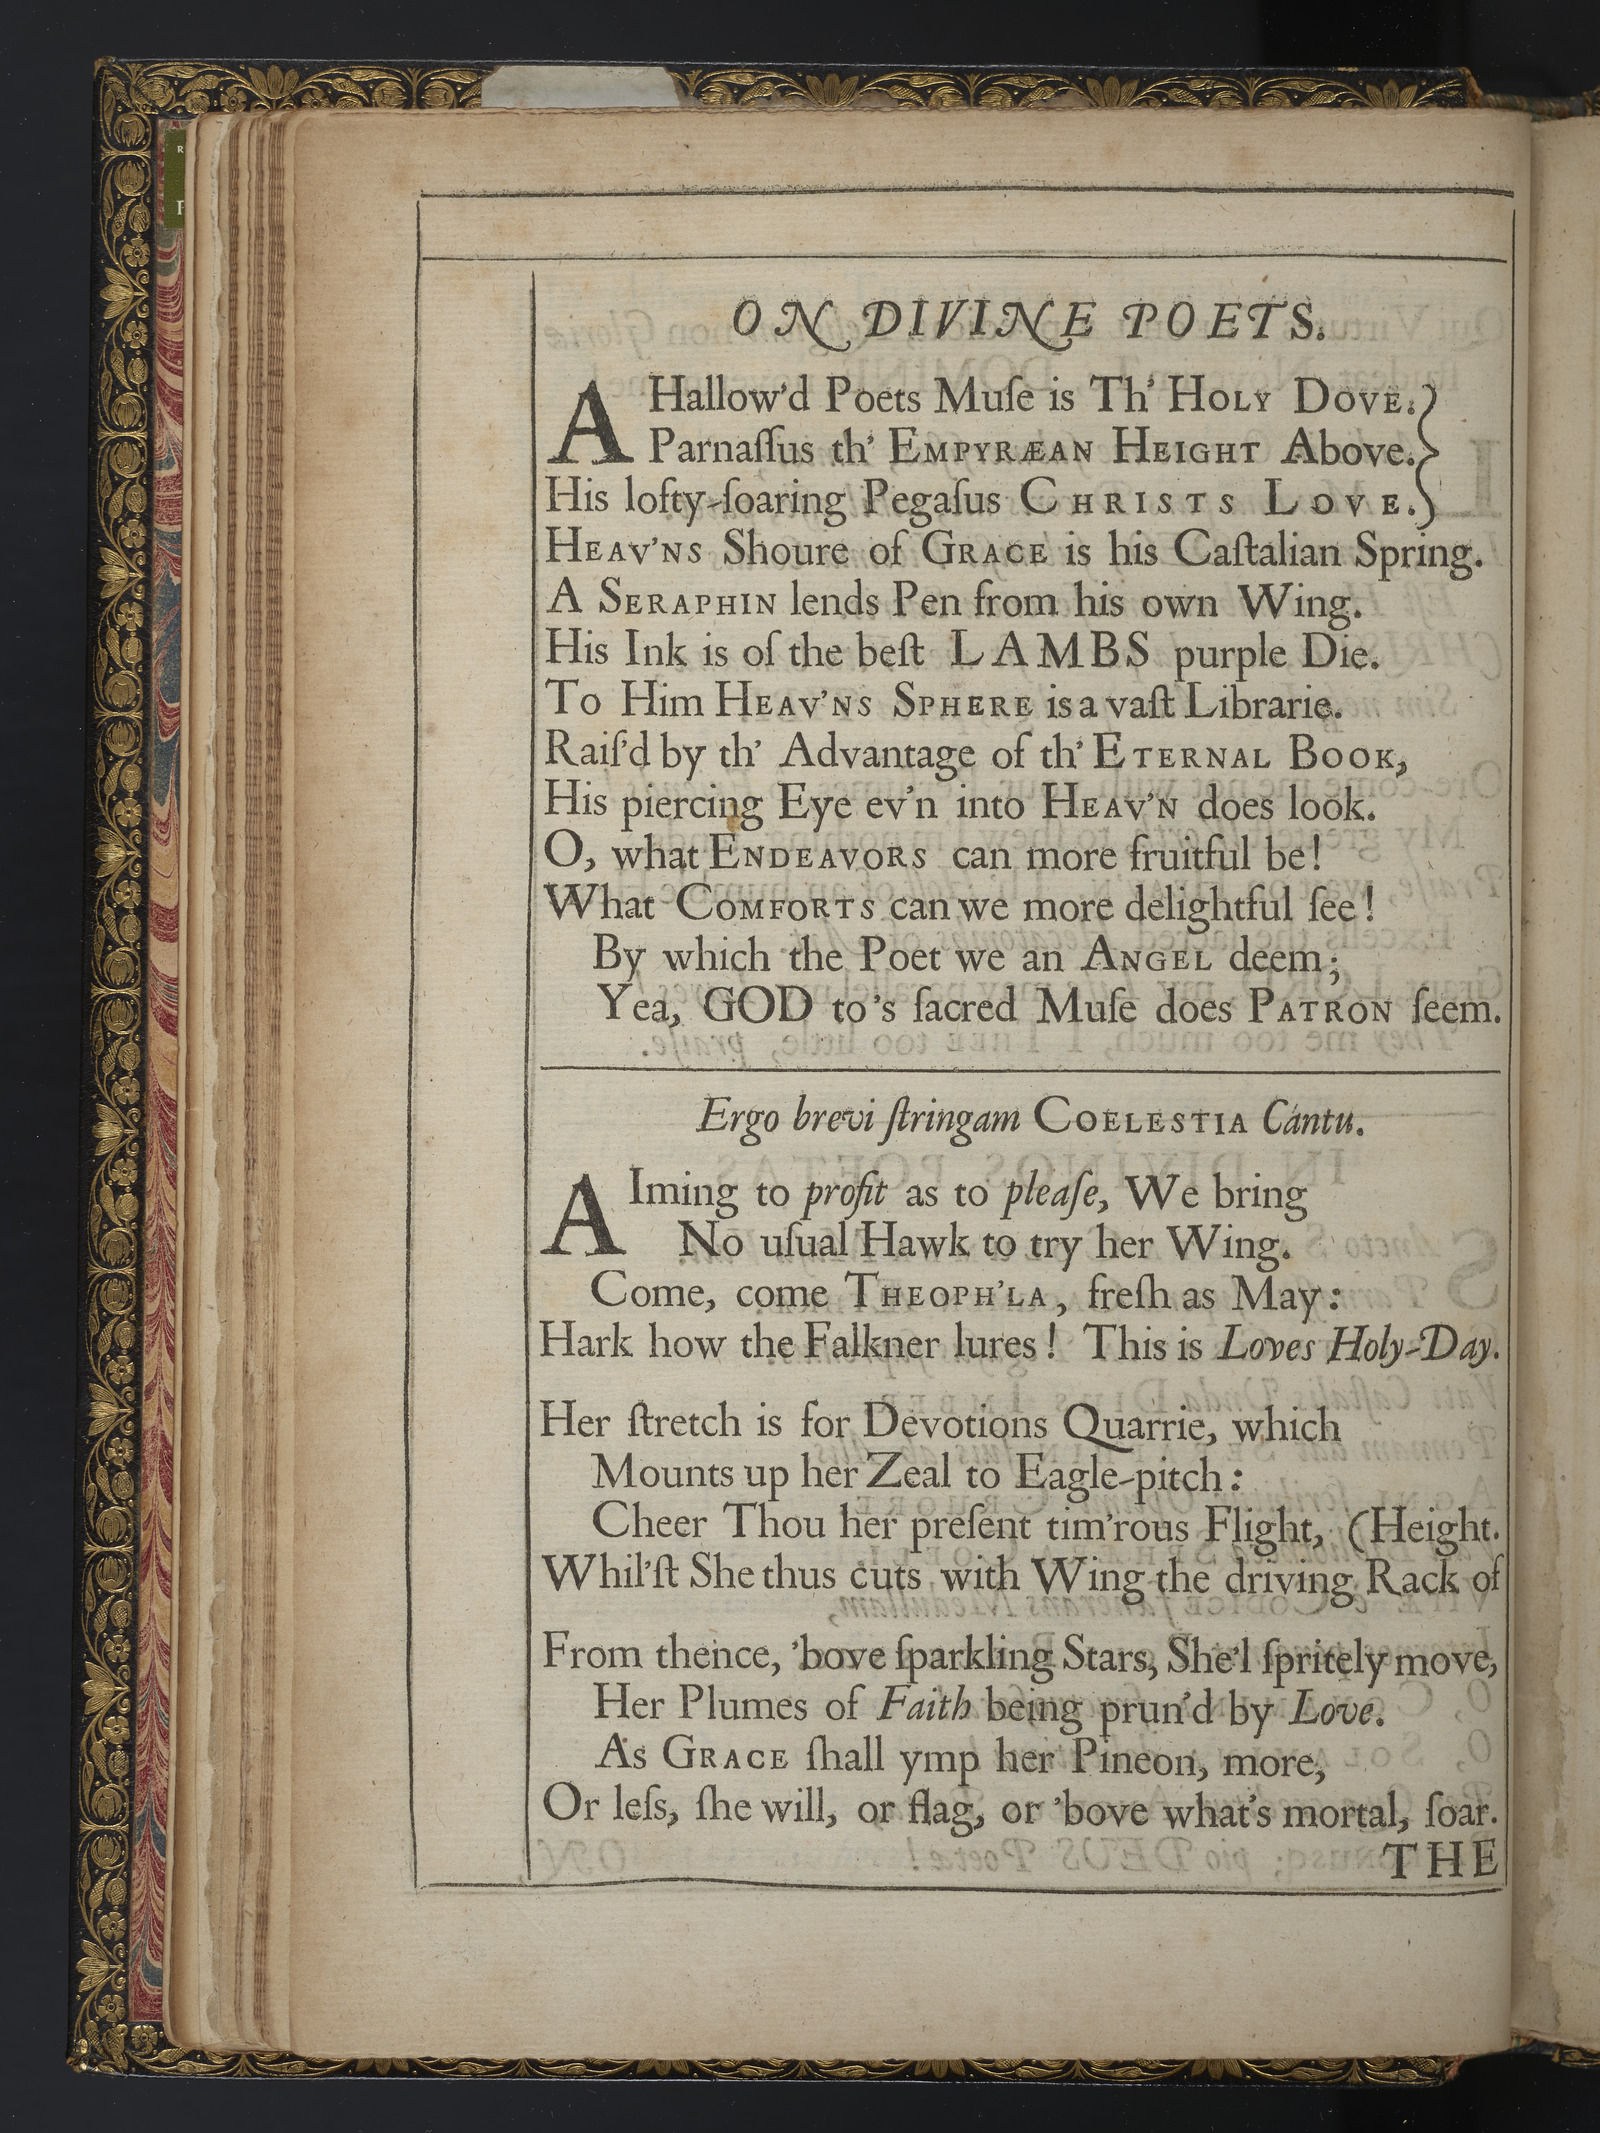 ON DIVINE POETS.
A Hallow'd Poets Muſe is Th' HOLY DOVE.
Parnaſſus th' EMPYRÆAN HEIGHT Above.
His lofty-ſoaring Pegaſus CHRISTS LOVE.
HEAV'NS Shoure of GRACE is his Caſtalian Spring.
A SERAPHIN lends Pen from his own Wing.
His Ink is of the beſt LAMBS purple Die.
To Him HEAV'NS SPHERE is a vaſt Librarie.
Raiſ'd by th' Advantage of th' ETERNAL BOOK,
His piercing Eye ev'n into HEAV'N does look.
O, what ENDEAVORS can more fruitful be!
What COMFORTS can we more delightful ſee!
By which the Poet we an ANGEL deem;
Yea, GOD to's ſacred Muſe does PATRON ſeem.
Ergo brevi ſtringam COELESTIA Cántu.
AIming to profit as to pleaſe, We bring
No uſual Hawk to try her Wing.
Come, come THEOPH'LA, freſh as May:
Hark how the Falkner lures! This is Loves Holy-Day.
Her ſtretch is for Devotions Quarrie, which
Mounts up her Zeal to Eagle-pitch:
Cheer Thou her preſent tim'rous Flight, (Height.
Whil'ſt She thus cuts with Wing the driving Rack of
From thence, 'bove ſparkling Stars, She'l ſpritely move,
Her Plumes of Faith being prun'd by Love.
As GRACE ſhall ymp her Pineon, more,
Or leſs, ſhe will, or flag, or 'bove what's mortal, ſoar.
THE